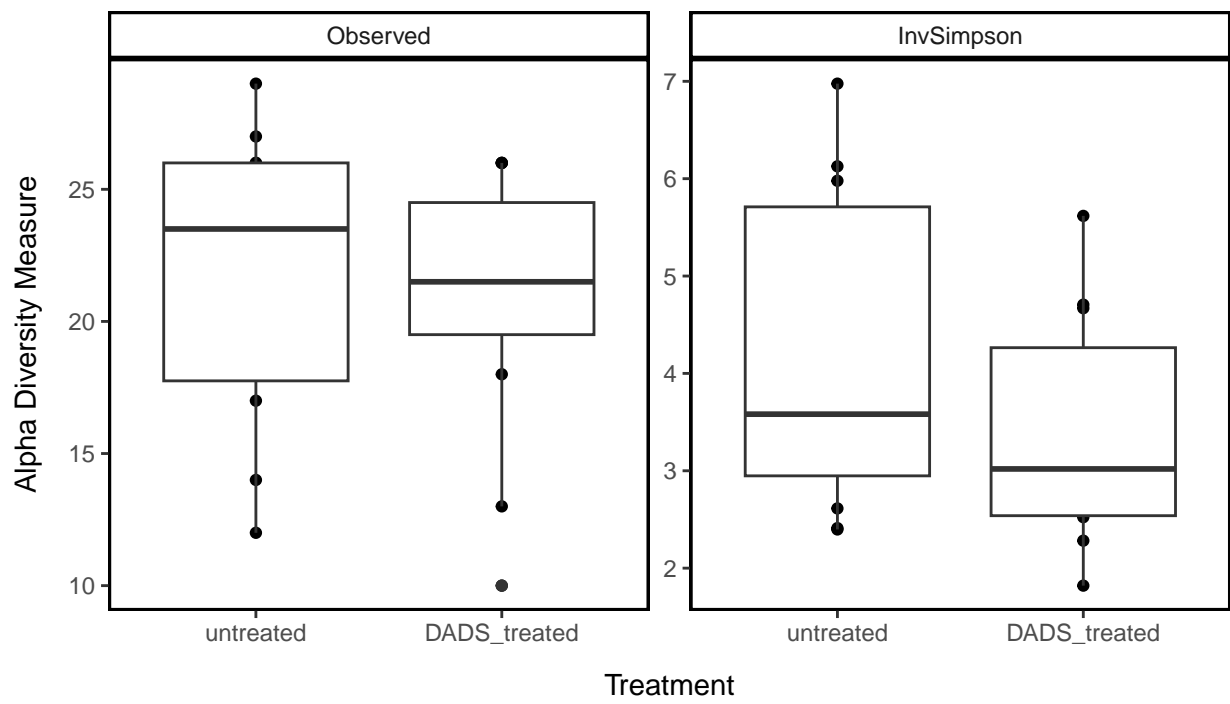 Observed
InvSimpson
Alpha Diversity Measure
25
20
15
10
7
6
5
4
3
2
untreated
DADS_treated
untreated
DADS_treated
Treatment